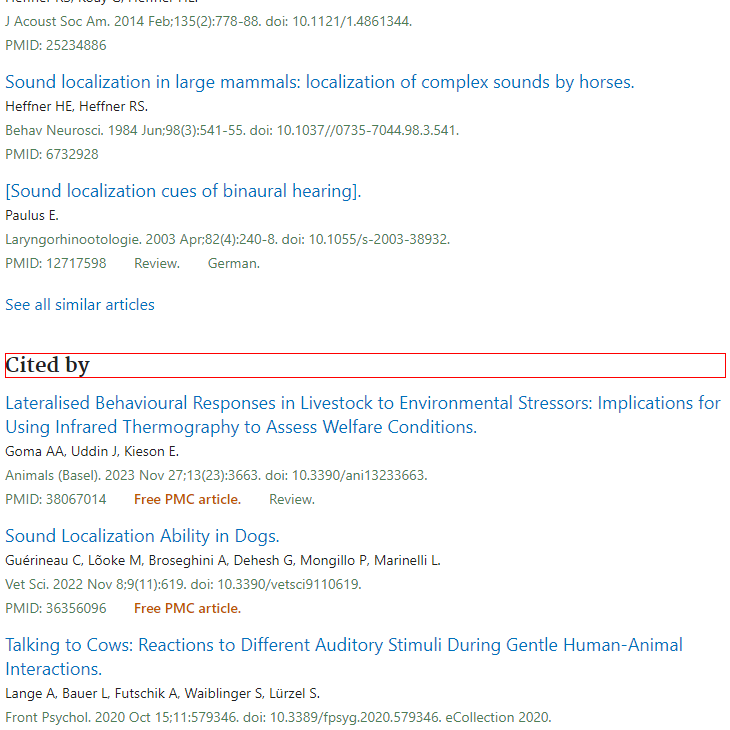 Heffner RS, Koay G, Heffner HE.
J Acoust Soc Am. 2014 Feb;135(2):778-88. doi: 10.1121/1.4861344.
PMID: 25234886
Sound localization in large mammals: localization of complex sounds by horses.
Heffner HE, Heffner RS.
Behav Neurosci. 1984 Jun;98(3):541-55. doi: 10.1037//0735-7044.98.3.541.
PMID: 6732928
[Sound localization cues of binaural hearing].
Paulus E.
Laryngorhinootologie. 2003 Apr;82(4):240-8. doi: 10.1055/s-2003-38932.
PMID: 12717598 Review. German.
See all similar articles
Cited by
Lateralised Behavioural Responses in Livestock to Environmental Stressors: Implications for
Using Infrared Thermography to Assess Welfare Conditions.
Goma AA, Uddin J, Kieson E.
Animals (Basel). 2023 Nov 27;13(23):3663. doi: 10.3390/ani13233663.
PMID: 38067014 Free PMC article. Review.
Sound Localization Ability in Dogs.
Guérineau C, Lõoke M, Broseghini A, Dehesh G, Mongillo P, Marinelli L.
Vet Sci. 2022 Nov 8;9(11):619. doi: 10.3390/vetsci9110619.
PMID: 36356096 Free PMC article.
Talking to Cows: Reactions to Different Auditory Stimuli During Gentle Human-Animal
Interactions.
Lange A, Bauer L, Futschik A, Waiblinger S, Lürzel S.
Front Psychol. 2020 Oct 15;11:579346. doi: 10.3389/fpsyg.2020.579346. eCollection 2020.